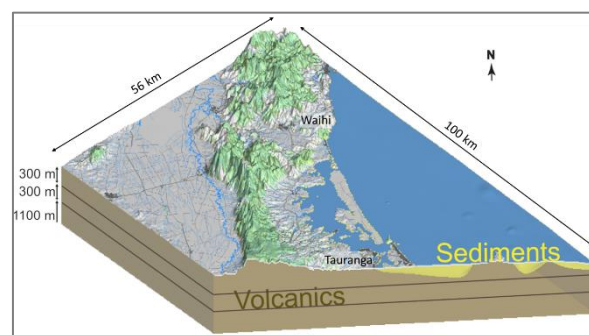 N
56 km
Waihi
100 km
300 m
300 m
1100 m
Tauranga
Sediments
Volcanics